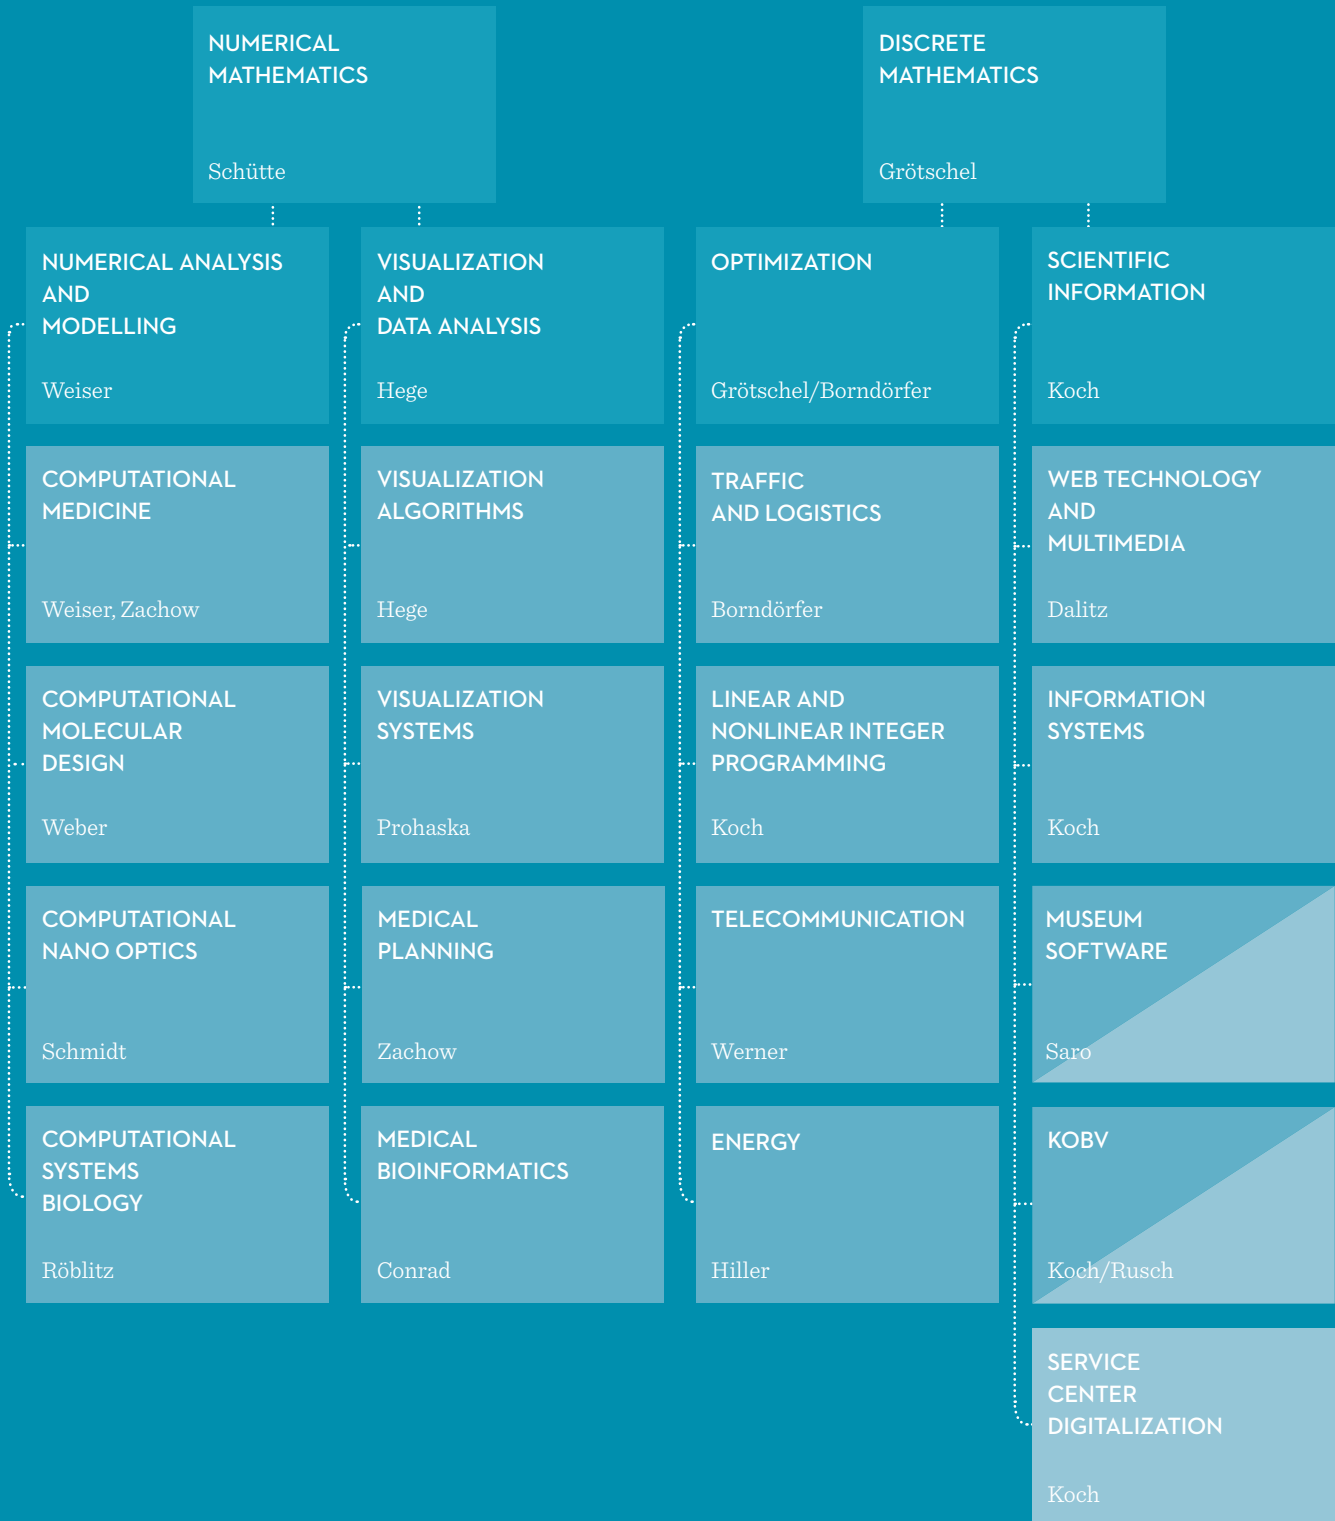 NUMERICAL
MATHEMATICS
Schütte
DISCRETE
MATHEMATICS
Grötschel
NUMERICAL ANALYSIS
AND
MODELLING
Weiser
COMPUTATIONAL
MEDICINE
Weiser, Zachow
COMPUTATIONAL
MOLECULAR
DESIGN
Weber
COMPUTATIONAL
NANO OPTICS
Schmidt
COMPUTATIONAL
SYSTEMS
BIOLOGY
Röblitz
VISUALIZATION
AND
DATA ANALYSIS
Hege
VISUALIZATION
ALGORITHMS
Hege
VISUALIZATION
SYSTEMS
Prohaska
MEDICAL
PLANNING
Zachow
MEDICAL
BIOINFORMATICS
Conrad
OPTIMIZATION
Grötschel/Borndörfer
TRAFFIC
AND LOGISTICS
Borndörfer
LINEAR AND
NONLINEAR INTEGER
PROGRAMMING
Koch
TELECOMMUNICATION
Werner
ENERGY
Hiller
SCIENTIFIC
INFORMATION
Koch
WEB TECHNOLOGY
AND
MULTIMEDIA
Dalitz
INFORMATION
SYSTEMS
Koch
MUSEUM
SOFTWARE
Saro
KOBV
Koch/Rusch
SERVICE
CENTER
DIGITALIZATION
Koch